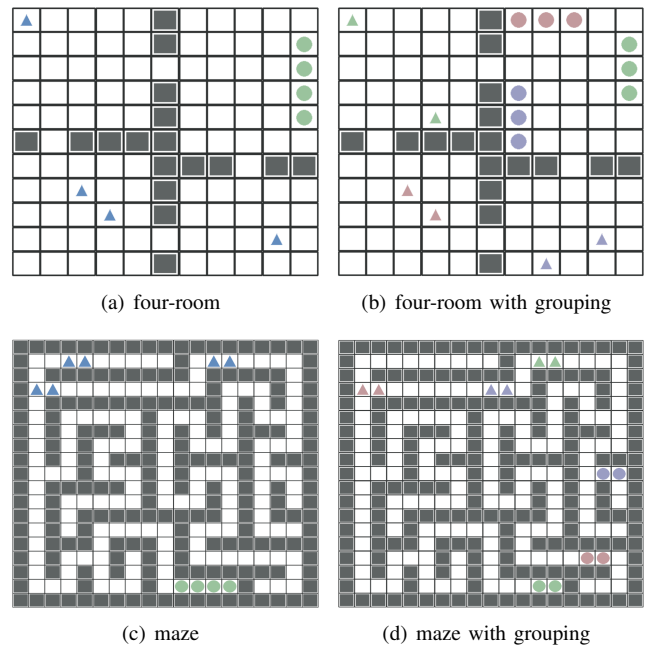 (a) four-room
(b) four-room with grouping
(c) maze
(d) maze with grouping